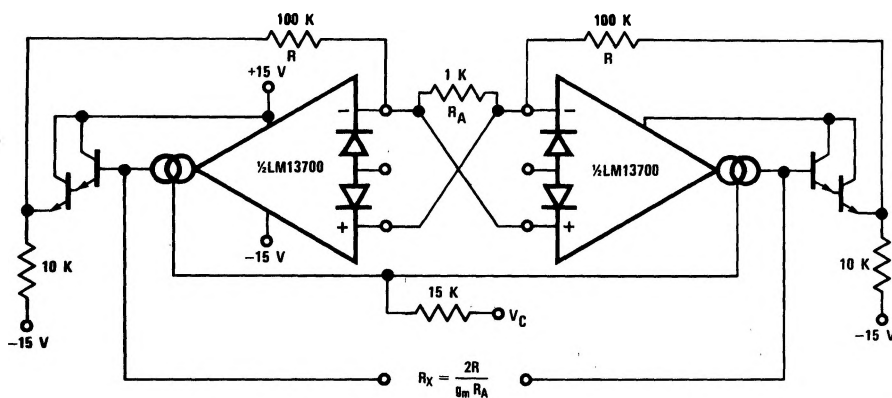 100 K
R
100 K
R
+15 V
1 K
R_A
−
−
½LM13700
½LM13700
+
+
−15 V
10 K
10 K
15 K
V_C
−15 V
−15 V
R_X = 2R / g_m R_A